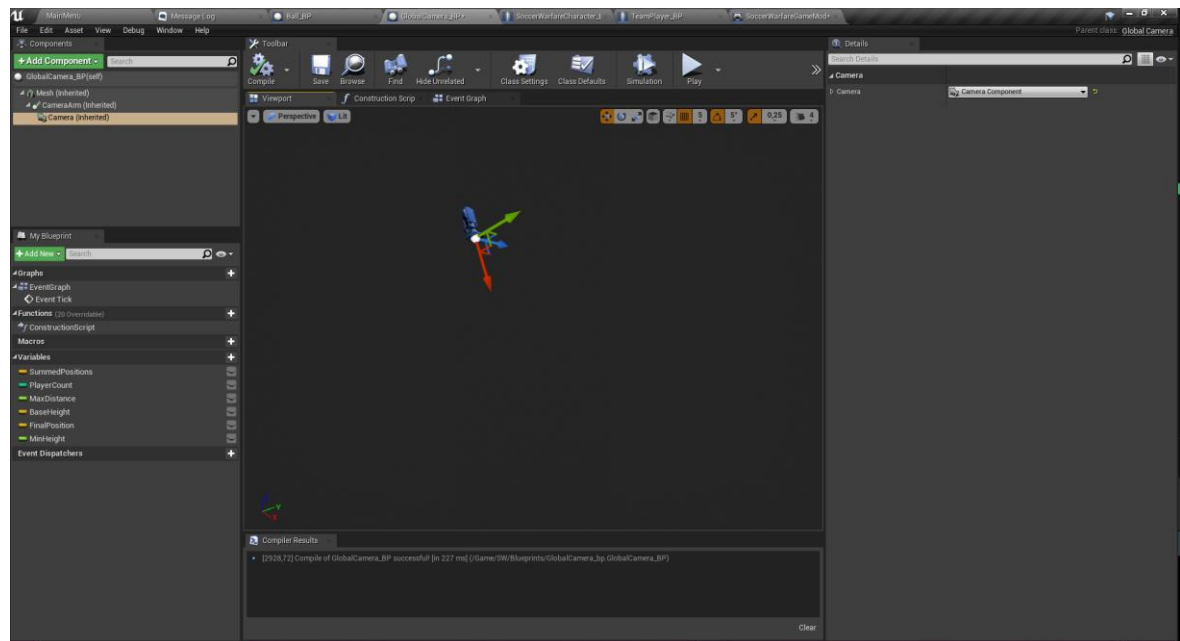 MainMenu Message Log Ball_BP GlobalCamera_BP• SoccerWarfareCharacter_ TeamPlayer_BP SoccerWarfareGameMod•
File Edit Asset View Debug Window Help Parent class: Global Camera
Components Toolbar Details
+Add Component Search Search Details
GlobalCamera_BP(self) Camera
Compile Save Browse Find Hide Unrelated Class Settings Class Defaults Simulation Play
Mesh (Inherited) Camera Camera Component
Viewport Construction Scrip Event Graph
CameraArm (Inherited)
Camera (Inherited) Perspective Lit 5 5° 0,25 4
My Blueprint
+Add New Search
Graphs
EventGraph
Event Tick
Functions (20 Overridable)
ConstructionScript
Macros
Variables
SummedPositions
PlayerCount
MaxDistance
BaseHeight
FinalPosition
MinHeight
Event Dispatchers
Y
X
Compiler Results
[2928,72] Compile of GlobalCamera_BP successful! [in 227 ms] (/Game/SW/Blueprints/GlobalCamera_bp.GlobalCamera_BP)
Clear